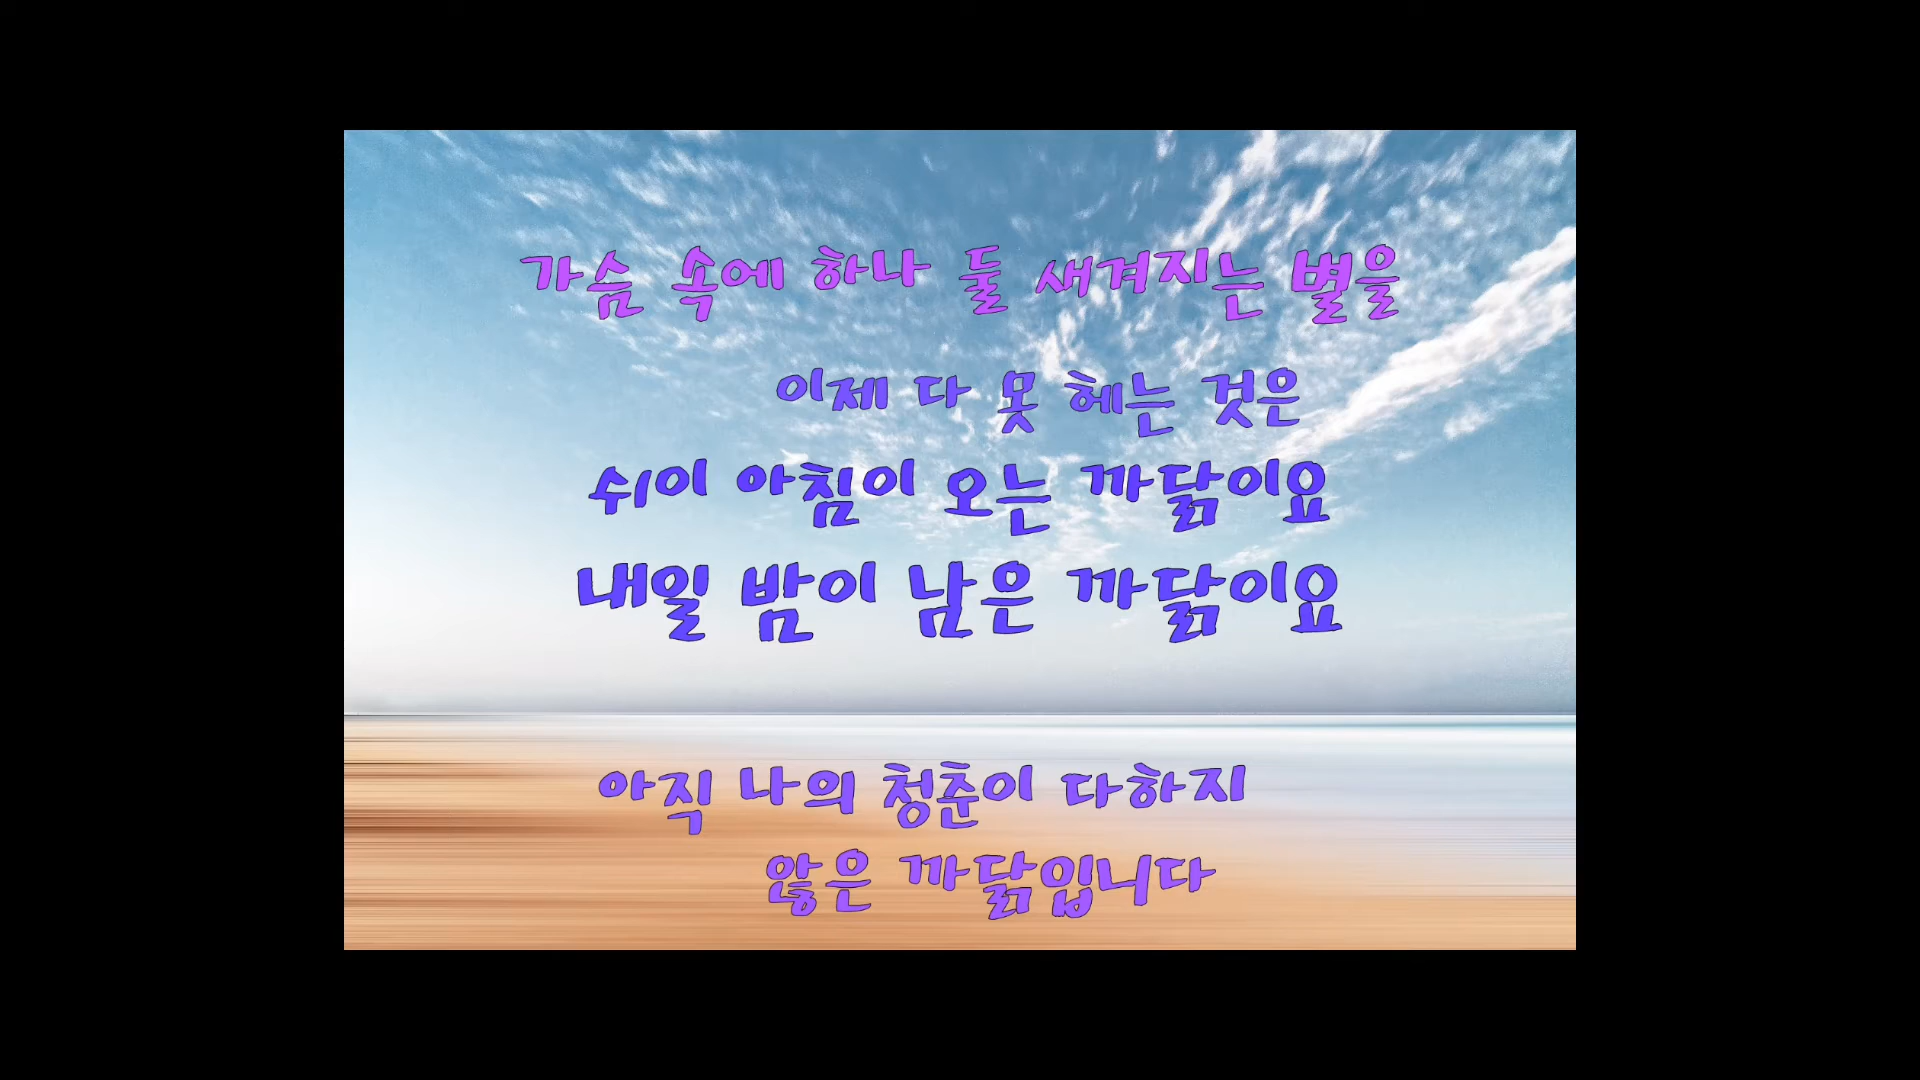 가슴 속에 하나 둘 새겨지는 별을
이제 다 못 헤는 것은
쉬이 아침이 오는 까닭이요
내일 밤이 남은 까닭이요
아직 나의 청춘이 다하지
않은 까닭입니다